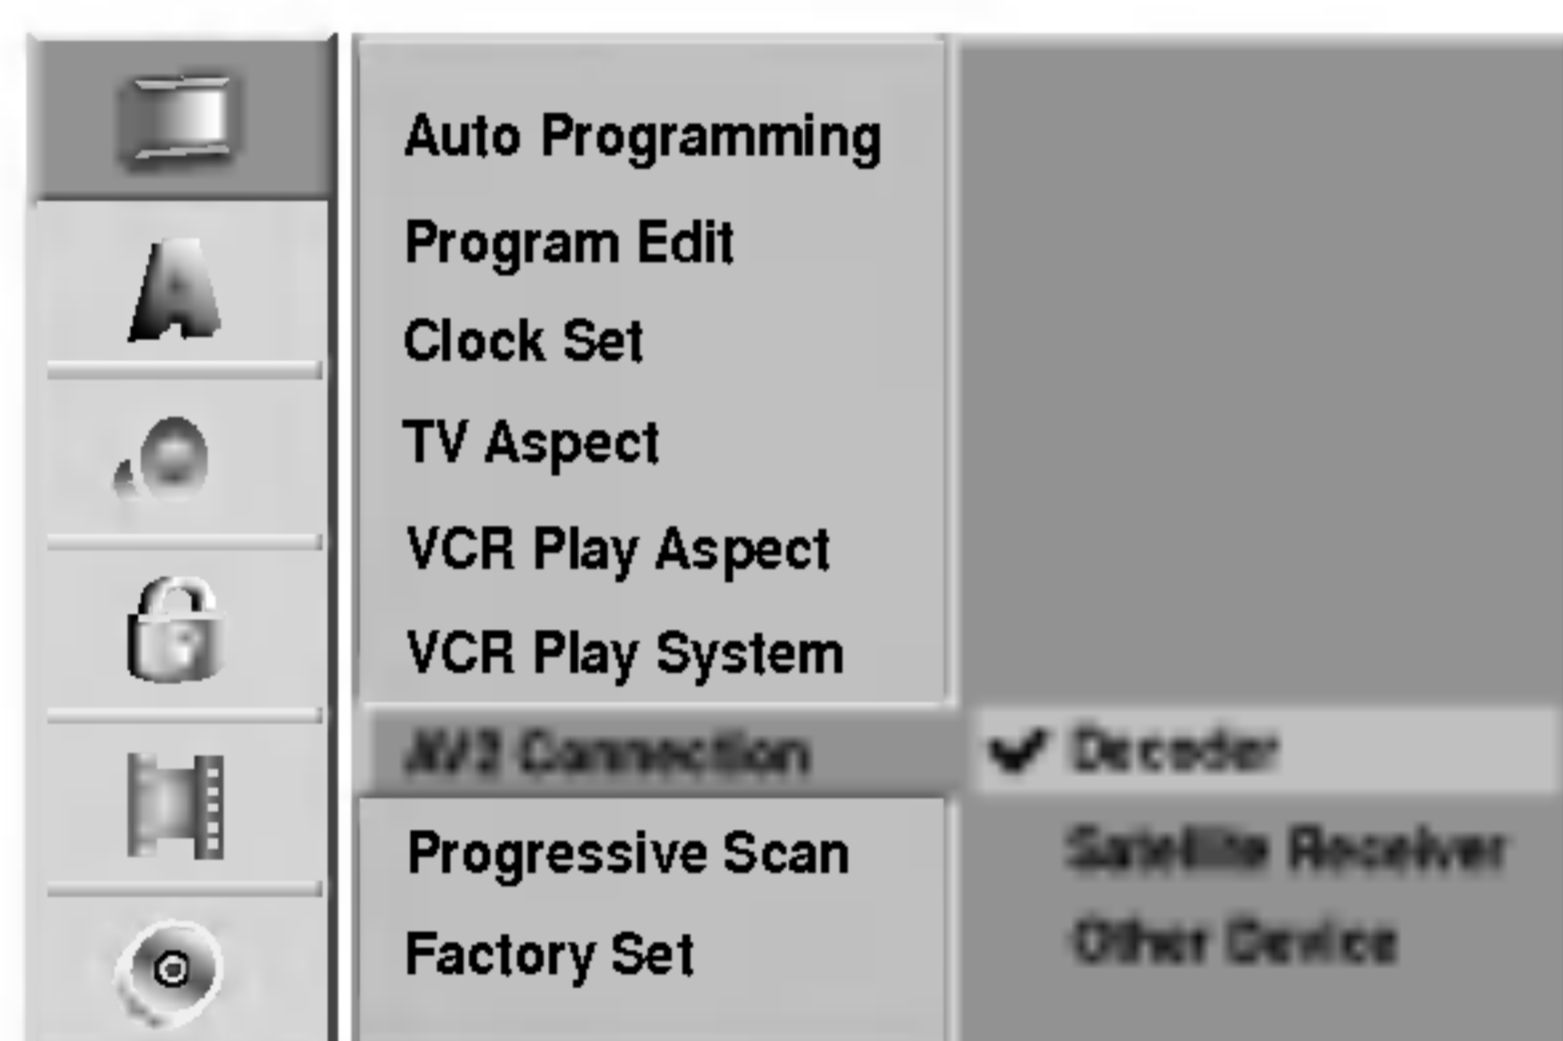 Auto Programming
Program Edit
Clock Set
TV Aspect
VCR Play Aspect
VCR Play System
AV2 Connection
Decoder
Progressive Scan
Satellite Receiver
Factory Set
Other Device